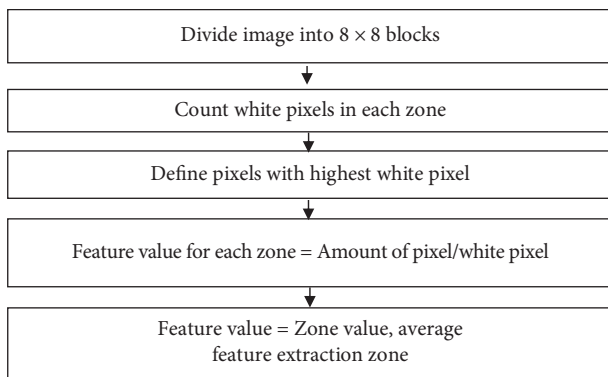 Divide image into 8 × 8 blocks
Count white pixels in each zone
Define pixels with highest white pixel
Feature value for each zone = Amount of pixel/white pixel
Feature value = Zone value, average
feature extraction zone